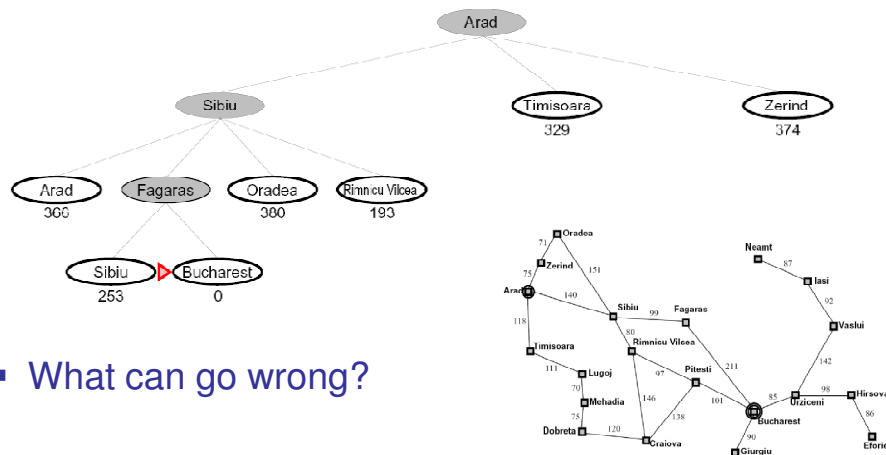 Arad
Sibiu
Timisoara
Zerind
329
374
Arad
Fagaras
Oradea
Rimnicu Vilcea
366
380
193
Sibiu
Bucharest
253
0
What can go wrong?
Oradea
71
Neamt
87
Zerind
75
151
Iasi
Arad
140
92
Sibiu
99
Fagaras
118
80
Vaslui
Rimnicu Vilcea
Timisoara
142
111
211
Lugoj
97
Pitesti
70
98
Hirsova
85
Mehadia
146
101
Urziceni
75
138
86
Bucharest
Dobreta
120
90
Craiova
Eforie
Giurgiu